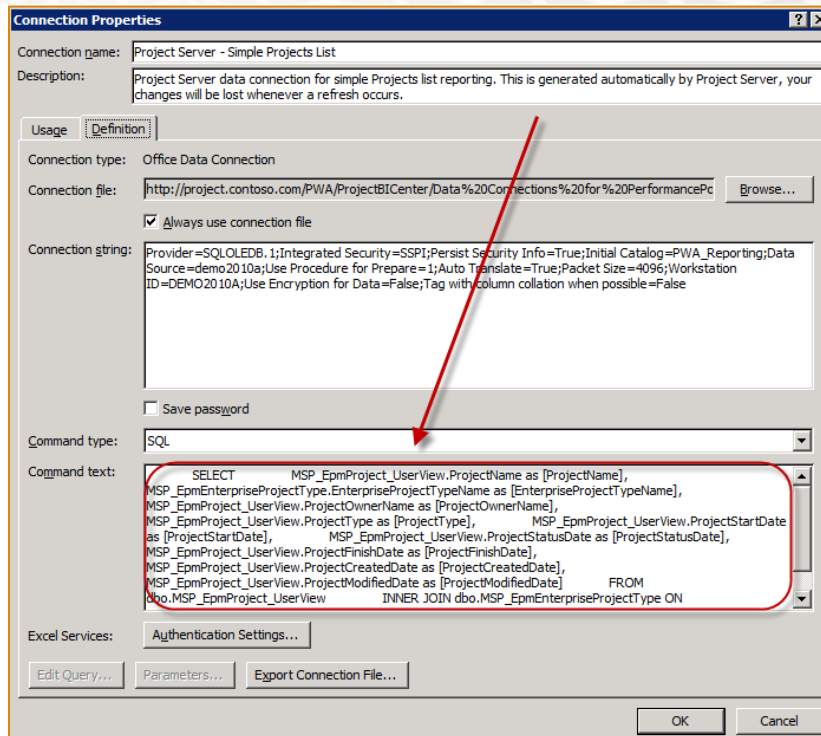 Connection Properties
Connection name: Project Server - Simple Projects List
Description: Project Server data connection for simple Projects list reporting. This is generated automatically by Project Server, your
changes will be lost whenever a refresh occurs.
Usage Definition
Connection type: Office Data Connection
Connection file: http://project.contoso.com/PWA/ProjectBICenter/Data%20Connections%20for%20PerformancePo Browse...
Always use connection file
Connection string: Provider=SQLOLEDB.1;Integrated Security=SSPI;Persist Security Info=True;Initial Catalog=PWA_Reporting;Data
Source=demo2010a;Use Procedure for Prepare=1;Auto Translate=True;Packet Size=4096;Workstation
ID=DEMO2010A;Use Encryption for Data=False;Tag with column collation when possible=False
Save password
Command type: SQL
Command text: SELECT MSP_EpmProject_UserView.ProjectName as [ProjectName],
MSP_EpmEnterpriseProjectType.EnterpriseProjectTypeName as [EnterpriseProjectTypeName],
MSP_EpmProject_UserView.ProjectOwnerName as [ProjectOwnerName],
MSP_EpmProject_UserView.ProjectType as [ProjectType], MSP_EpmProject_UserView.ProjectStartDate
as [ProjectStartDate], MSP_EpmProject_UserView.ProjectStatusDate as [ProjectStatusDate],
MSP_EpmProject_UserView.ProjectFinishDate as [ProjectFinishDate],
MSP_EpmProject_UserView.ProjectCreatedDate as [ProjectCreatedDate],
MSP_EpmProject_UserView.ProjectModifiedDate as [ProjectModifiedDate] FROM
dbo.MSP_EpmProject_UserView INNER JOIN dbo.MSP_EpmEnterpriseProjectType ON
Excel Services: Authentication Settings...
Edit Query... Parameters... Export Connection File...
OK Cancel